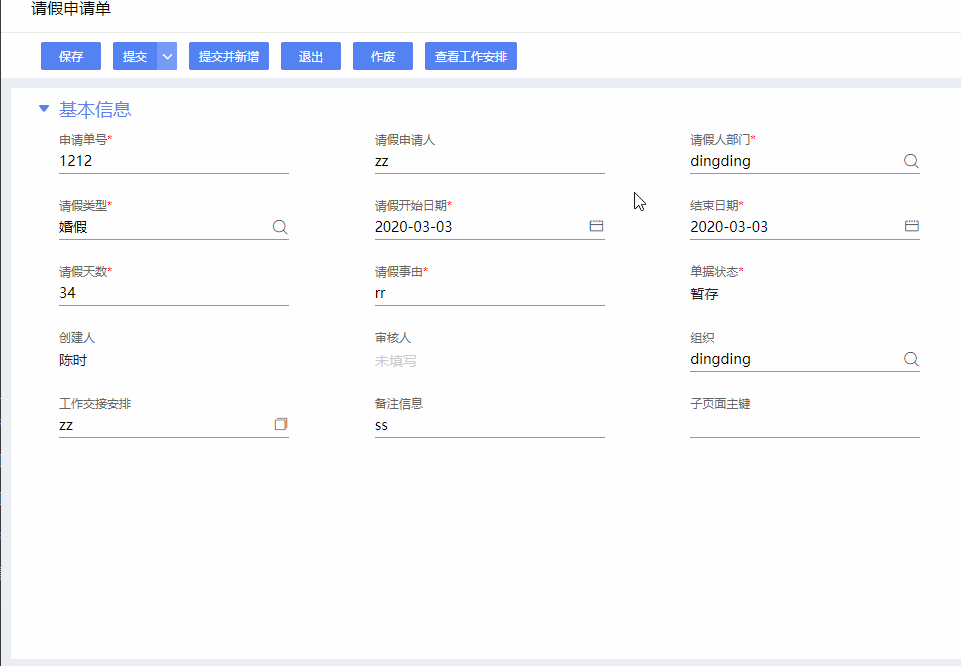 请假申请单
保存 提交 提交并新增 退出 作废 查看工作安排
基本信息
申请单号* 请假申请人 请假人部门*
1212 zz dingding
请假类型* 请假开始日期* 结束日期*
婚假 2020-03-03 2020-03-03
请假天数* 请假事由* 单据状态*
34 rr 暂存
创建人 审核人 组织
陈时 未填写 dingding
工作交接安排 备注信息 子页面主键
zz ss